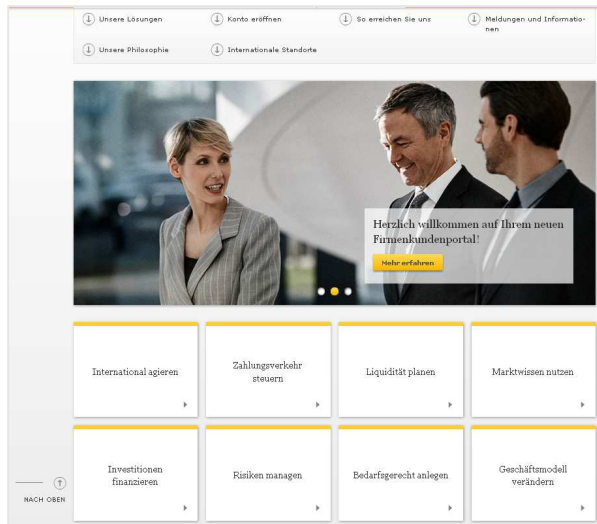 Unsere Lösungen
Konto eröffnen
So erreichen Sie uns
Meldungen und Informatio-
nen
Unsere Philosophie
Internationale Standorte
Herzlich willkommen auf Ihrem neuen
Firmenkundenportal!
Mehr erfahren
International agieren
Zahlungsverkehr
steuern
Liquidität planen
Marktwissen nutzen
Investitionen
finanzieren
Risiken managen
Bedarfsgerecht anlegen
Geschäftsmodell
verändern
NACH OBEN